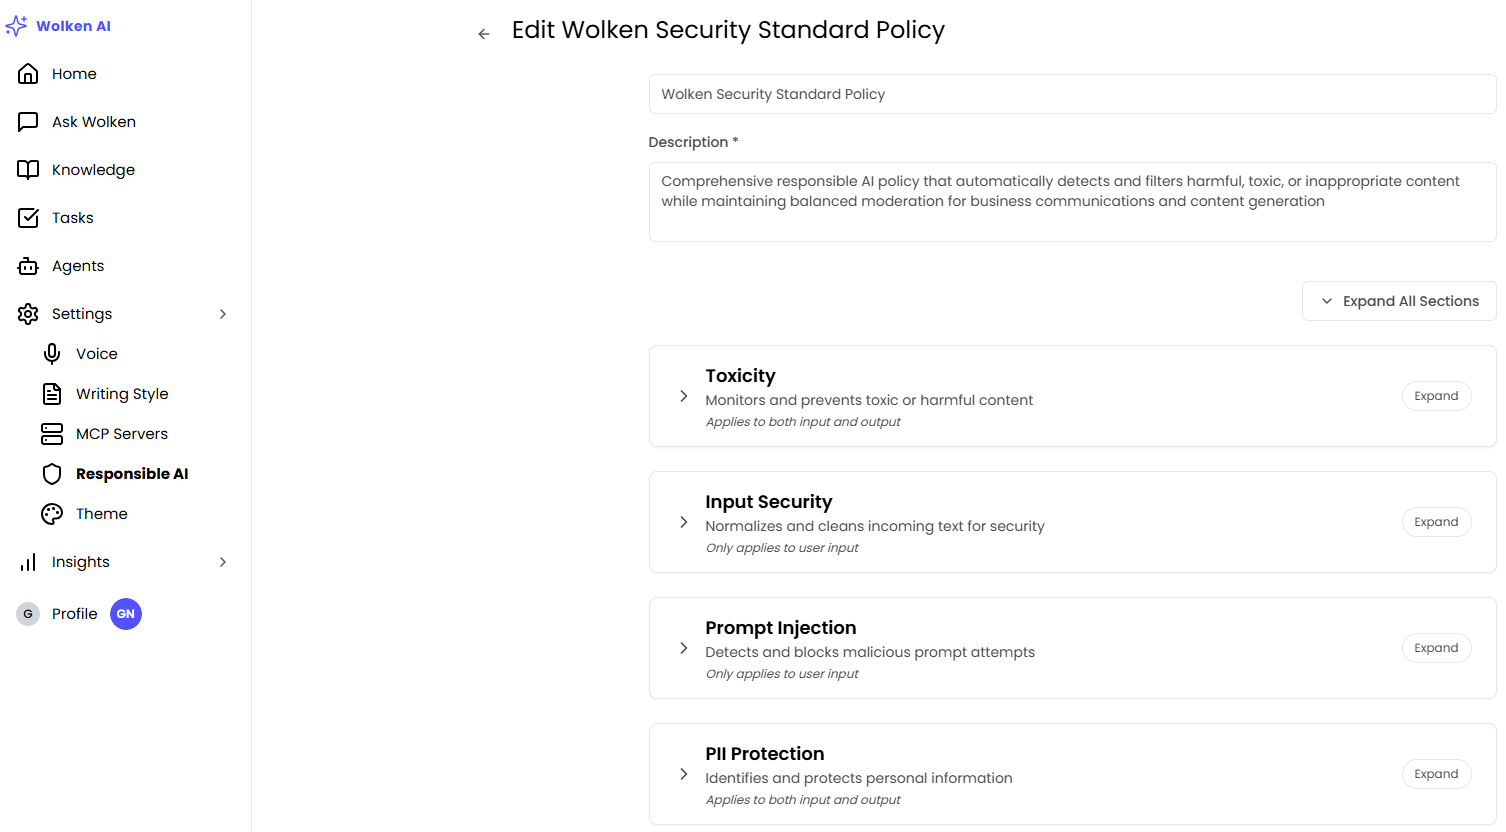 Wolken AI
Home
Ask Wolken
Knowledge
Tasks
Agents
Settings
Voice
Writing Style
MCP Servers
Responsible AI
Theme
Insights
G Profile GN
Edit Wolken Security Standard Policy
Wolken Security Standard Policy
Description *
Comprehensive responsible AI policy that automatically detects and filters harmful, toxic, or inappropriate content
while maintaining balanced moderation for business communications and content generation
Expand All Sections
Toxicity
Monitors and prevents toxic or harmful content
Applies to both input and output
Expand
Input Security
Normalizes and cleans incoming text for security
Only applies to user input
Expand
Prompt Injection
Detects and blocks malicious prompt attempts
Only applies to user input
Expand
PII Protection
Identifies and protects personal information
Applies to both input and output
Expand